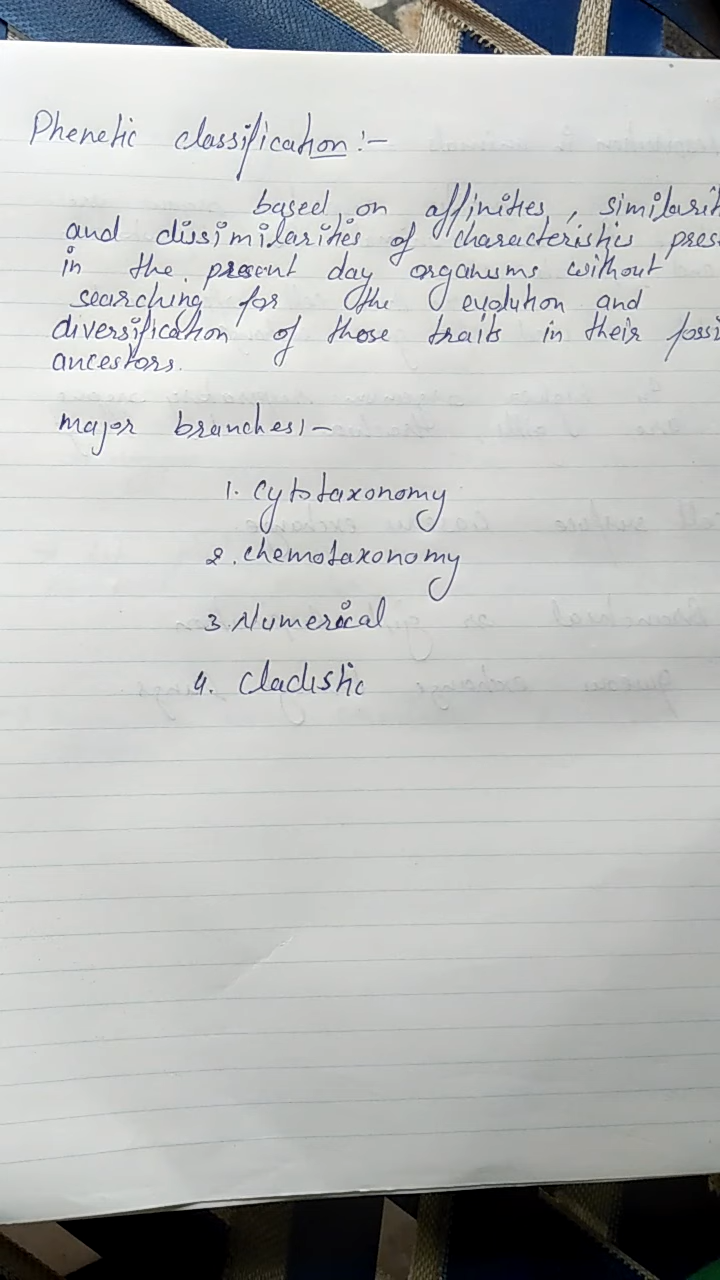 Phenetic classification :-
based on affinities, similarit
and dissimilarities of characteristics pres
in the present day organisms without
searching for the evolution and
diversification of those traits in their fossi
ancestors.
major branches:-
1. Cytotaxonomy
2. chemotaxonomy
3. Numerical
4. Cladistic